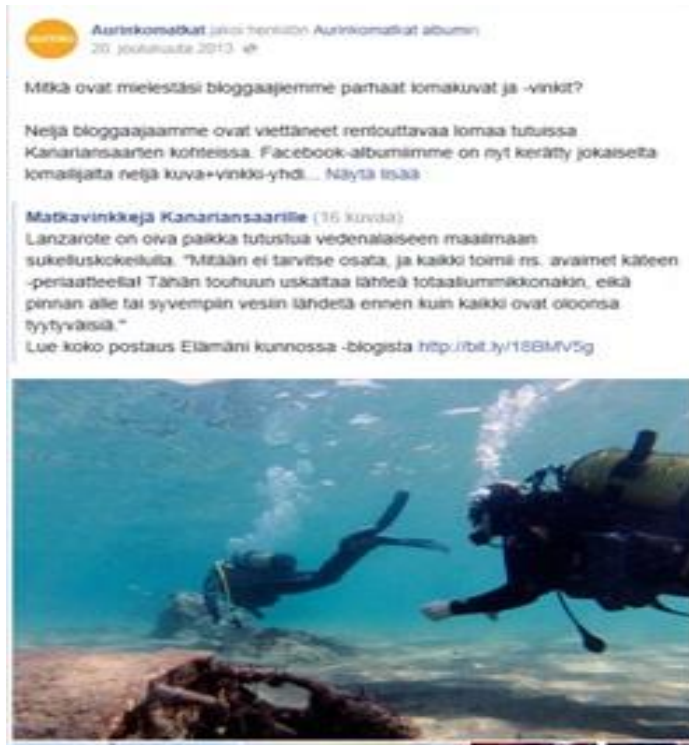 Aurinkomatkat jakoi henkilön Aurinkomatkat albumin.
20. joulukuuta 2013
Mitkä ovat mielestäsi bloggaajiemme parhaat lomakuvat ja -vinkit?
Neljä bloggaajaamme ovat viettäneet rentouttavaa lomaa tutuissa
Kanariansaarten kohteissa. Facebook-albumiimme on nyt kerätty jokaiselta
lomailijalta neljä kuva+vinkki-yhdi... Näytä lisää
Matkavinkkejä Kanariansaarille (16 kuvaa)
Lanzarote on oiva paikka tutustua vedenalaiseen maailmaan
sukelluskokeilulla. "Mitään ei tarvitse osata, ja kaikki toimii ns. avaimet käteen
-periaatteella! Tähän touhuun uskaltaa lähteä totaaliummikkonakin, eikä
pinnan alle tai syvempiin vesiin lähdetä ennen kuin kaikki ovat oloonsa
tyytyväisiä."
Lue koko postaus Elämäni kunnossa -blogista http://bit.ly/18BMV5g